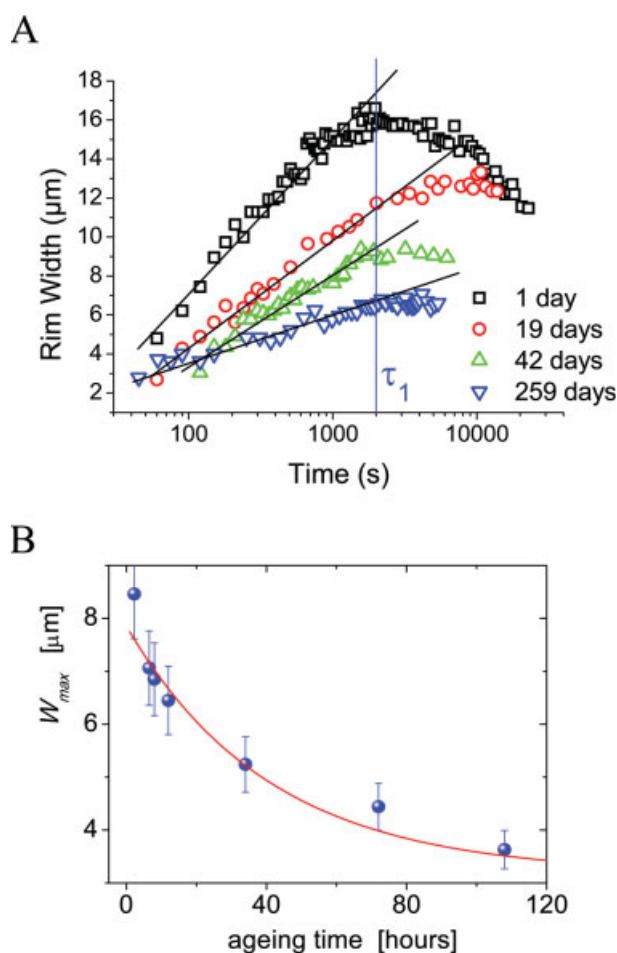 A
18
16
14
12
10
8
6
4
2
Rim Width (μm)
1 day
19 days
42 days
259 days
τ1
100 1000 10000
Time (s)
B
8
6
4
Wmax [μm]
0 40 80 120
ageing time [hours]